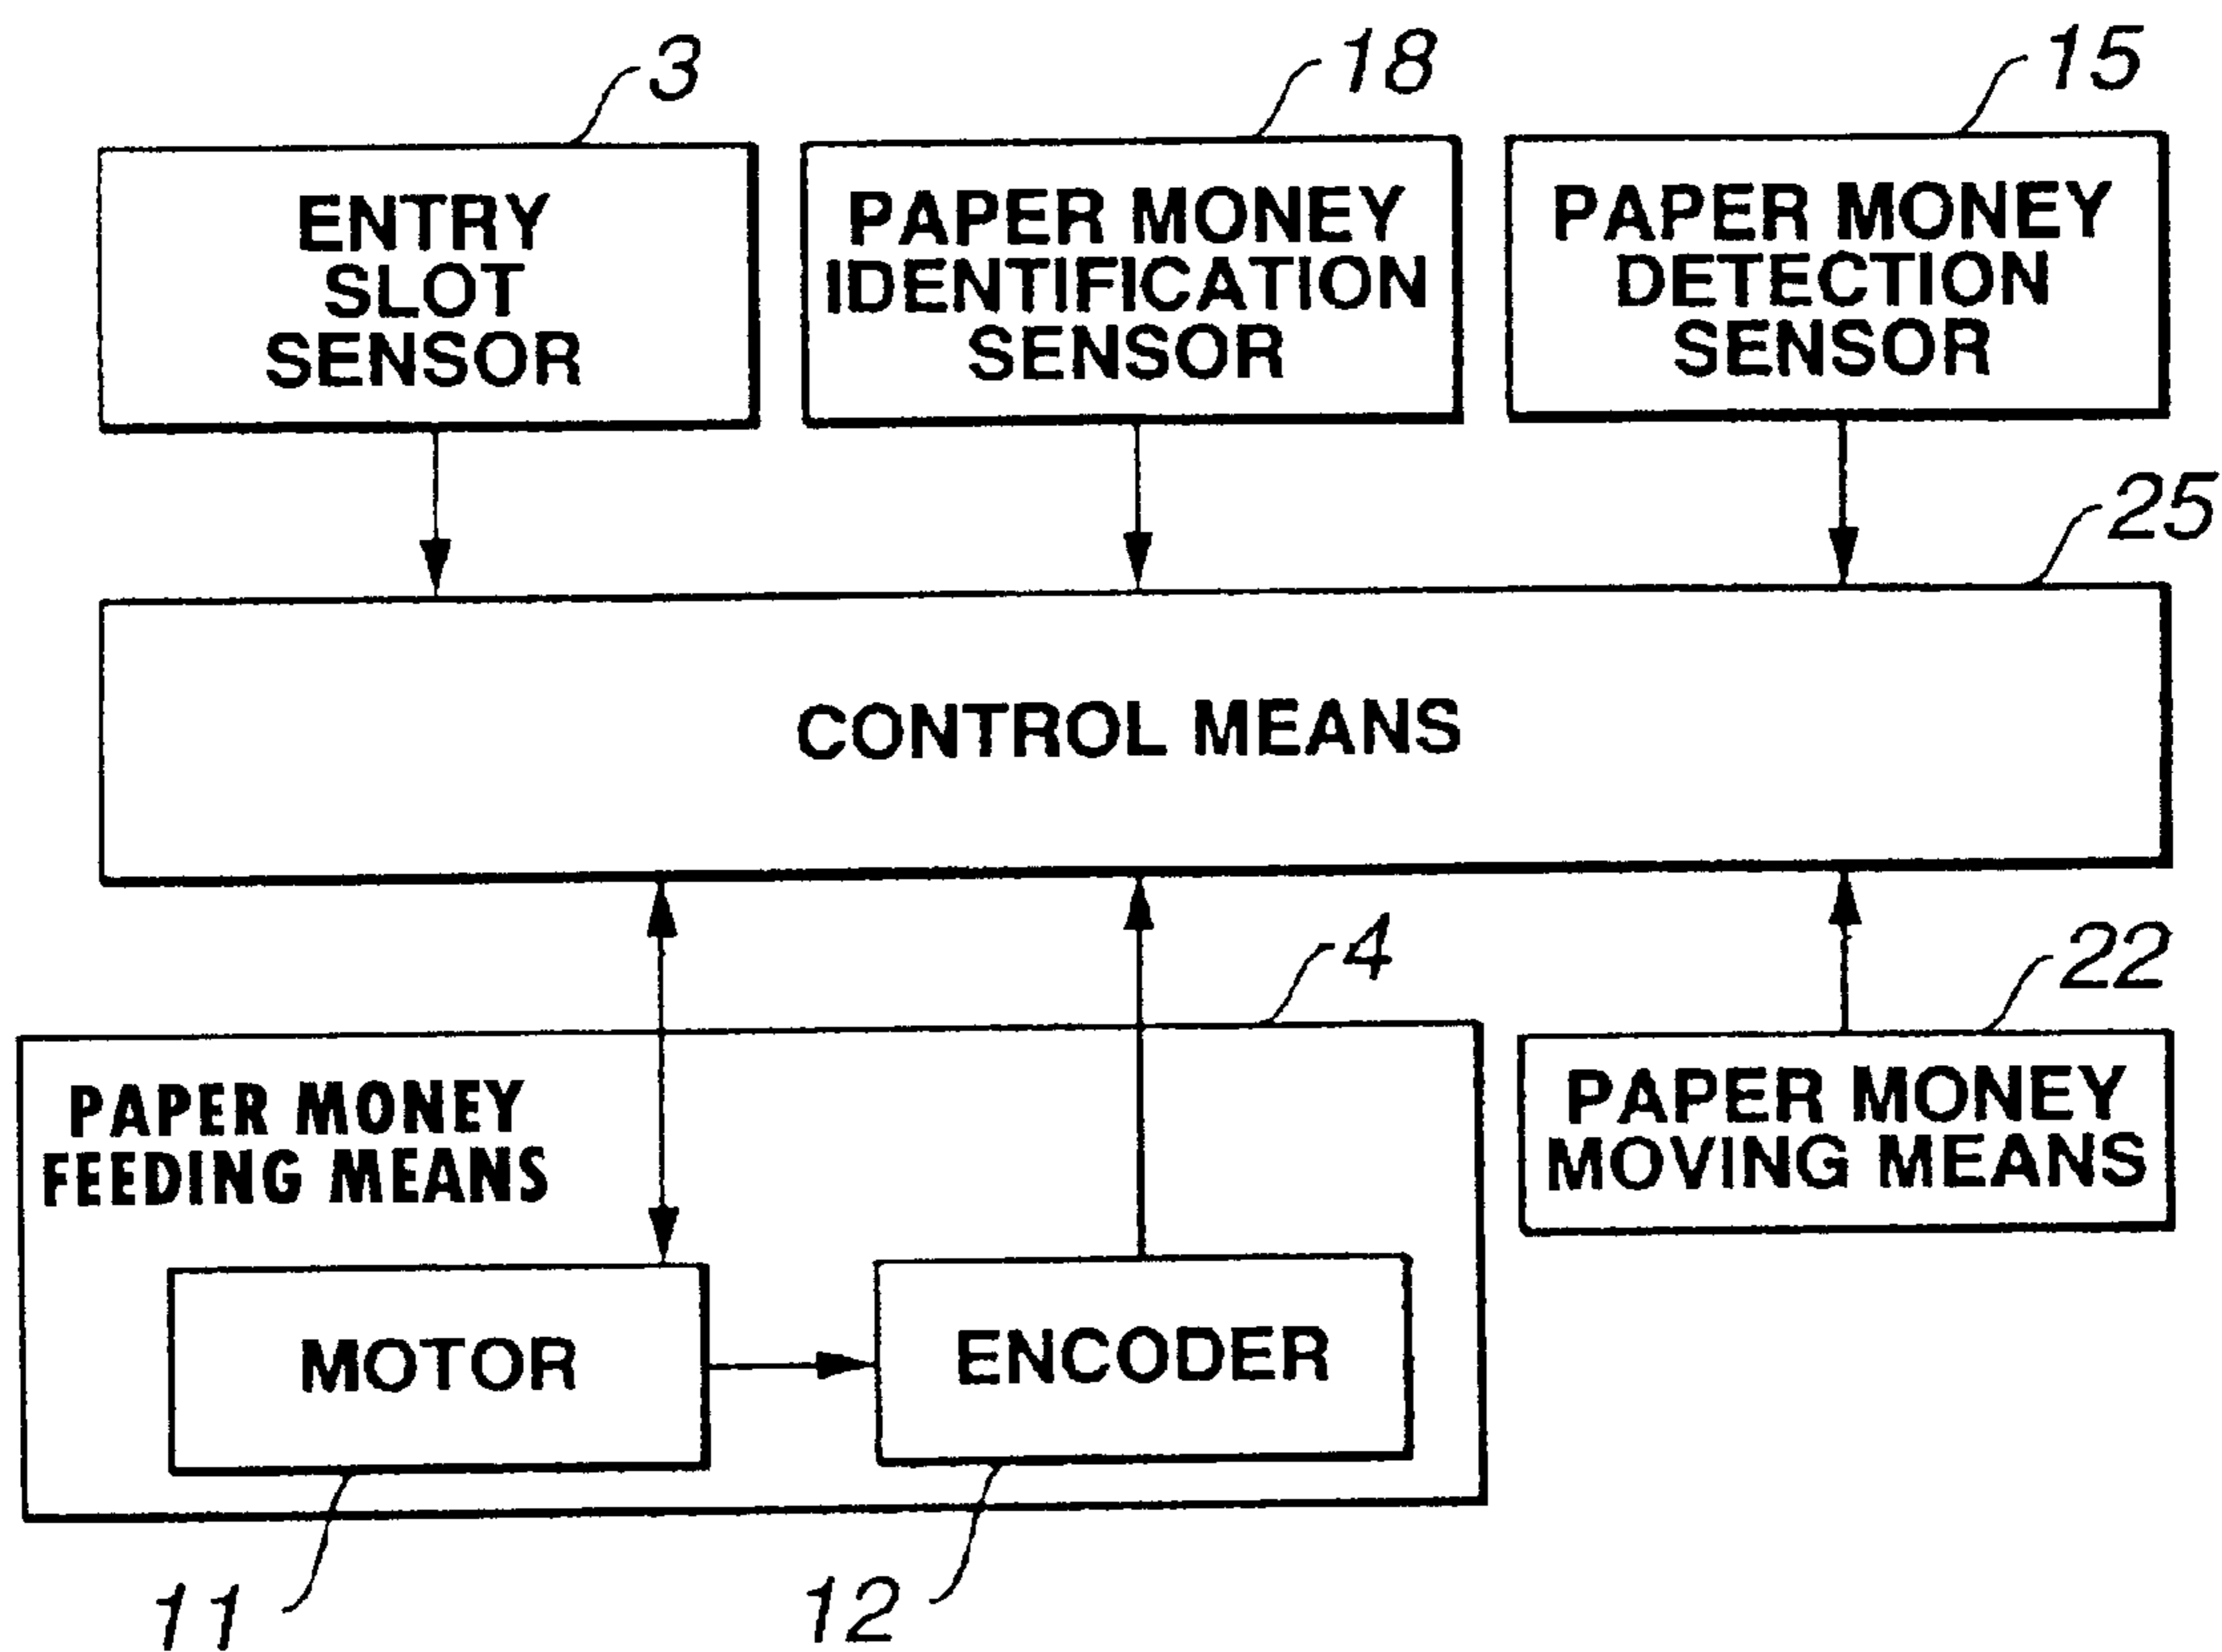 3
18
15
ENTRY
SLOT
SENSOR
PAPER MONEY
IDENTIFICATION
SENSOR
PAPER MONEY
DETECTION
SENSOR
25
CONTROL MEANS
4
22
PAPER MONEY
FEEDING MEANS
PAPER MONEY
MOVING MEANS
MOTOR
ENCODER
11
12